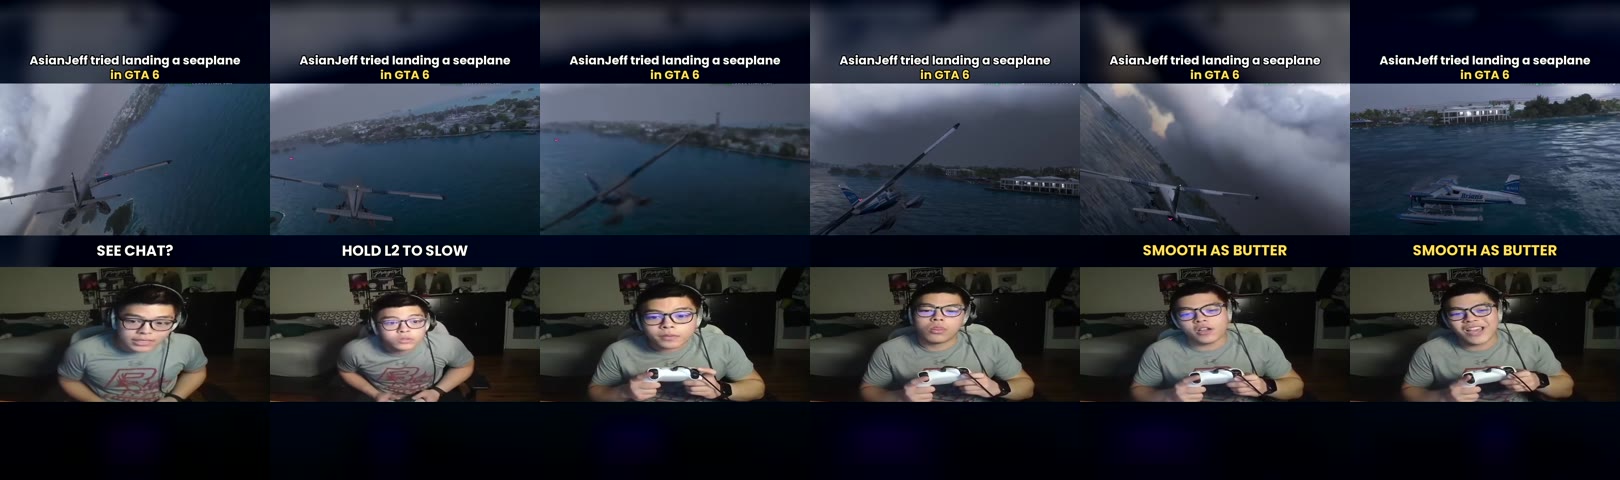 AsianJeff tried landing a seaplane
in GTA 6
AsianJeff tried landing a seaplane
in GTA 6
AsianJeff tried landing a seaplane
in GTA 6
AsianJeff tried landing a seaplane
in GTA 6
AsianJeff tried landing a seaplane
in GTA 6
AsianJeff tried landing a seaplane
in GTA 6
SEE CHAT?
HOLD L2 TO SLOW
SMOOTH AS BUTTER
SMOOTH AS BUTTER